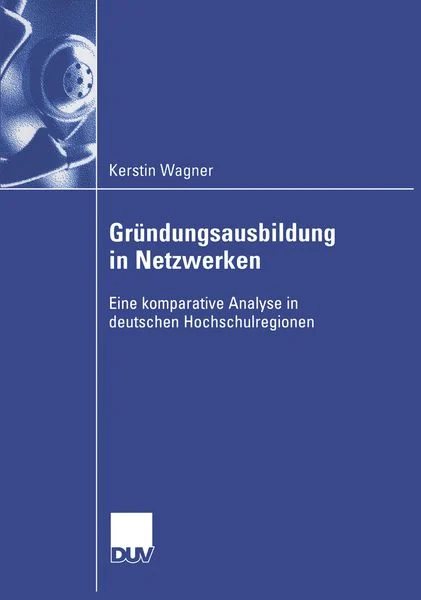 Kerstin Wagner
Gründungsausbildung
in Netzwerken
Eine komparative Analyse in
deutschen Hochschulregionen
DUV